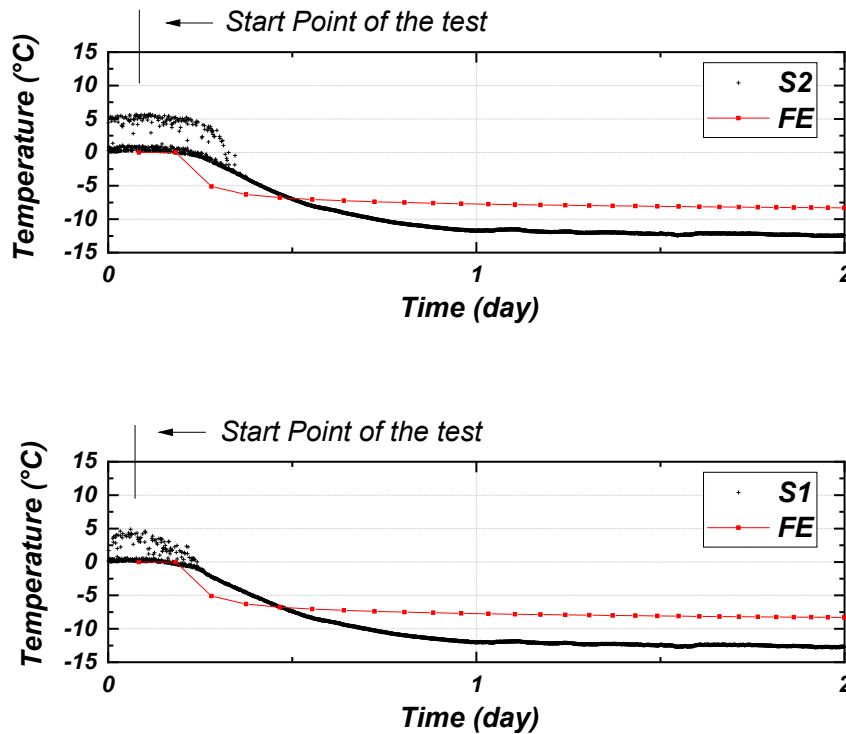 Start Point of the test
Temperature (°C)
15
10
5
0
-5
-10
-15
S2
FE
0
1
2
Time (day)
Start Point of the test
Temperature (°C)
15
10
5
0
-5
-10
-15
S1
FE
0
1
2
Time (day)